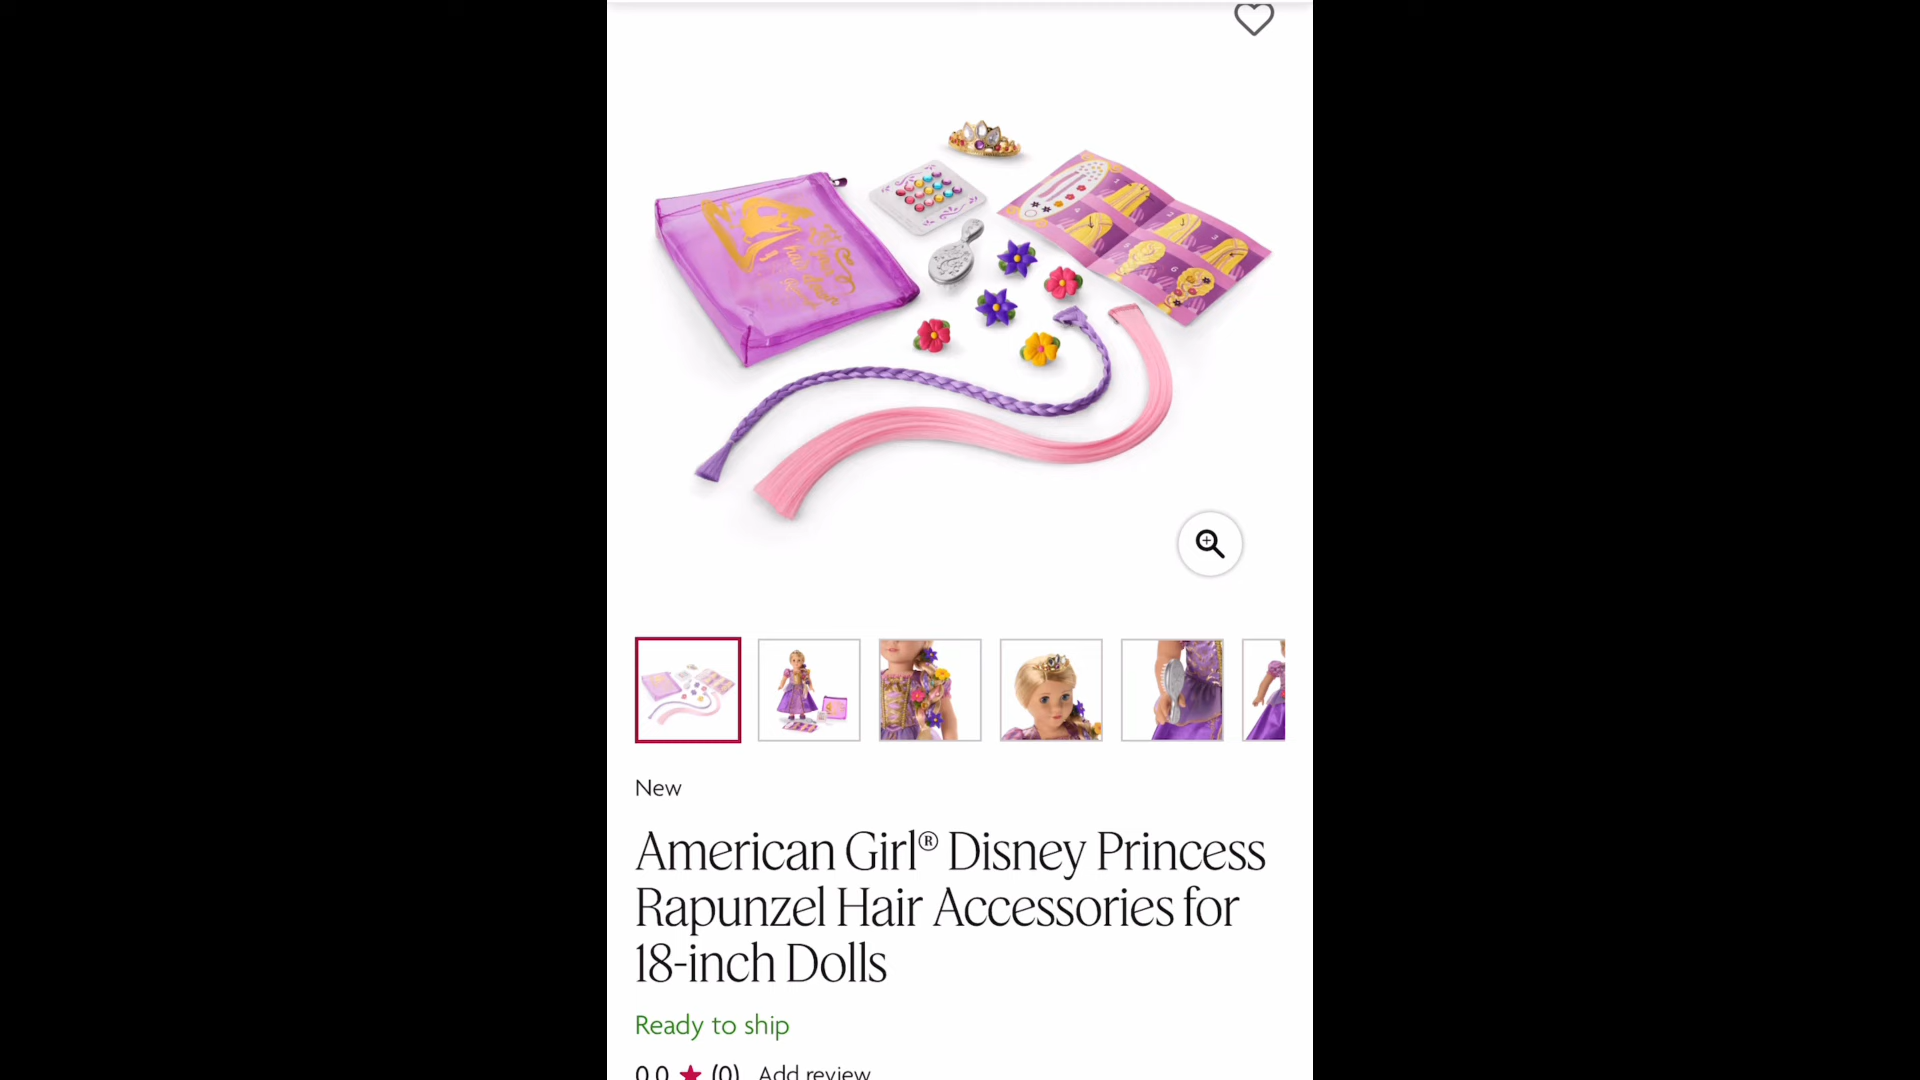 New
American Girl® Disney Princess
Rapunzel Hair Accessories for
18-inch Dolls
Ready to ship
0.0 ★ (0) Add review